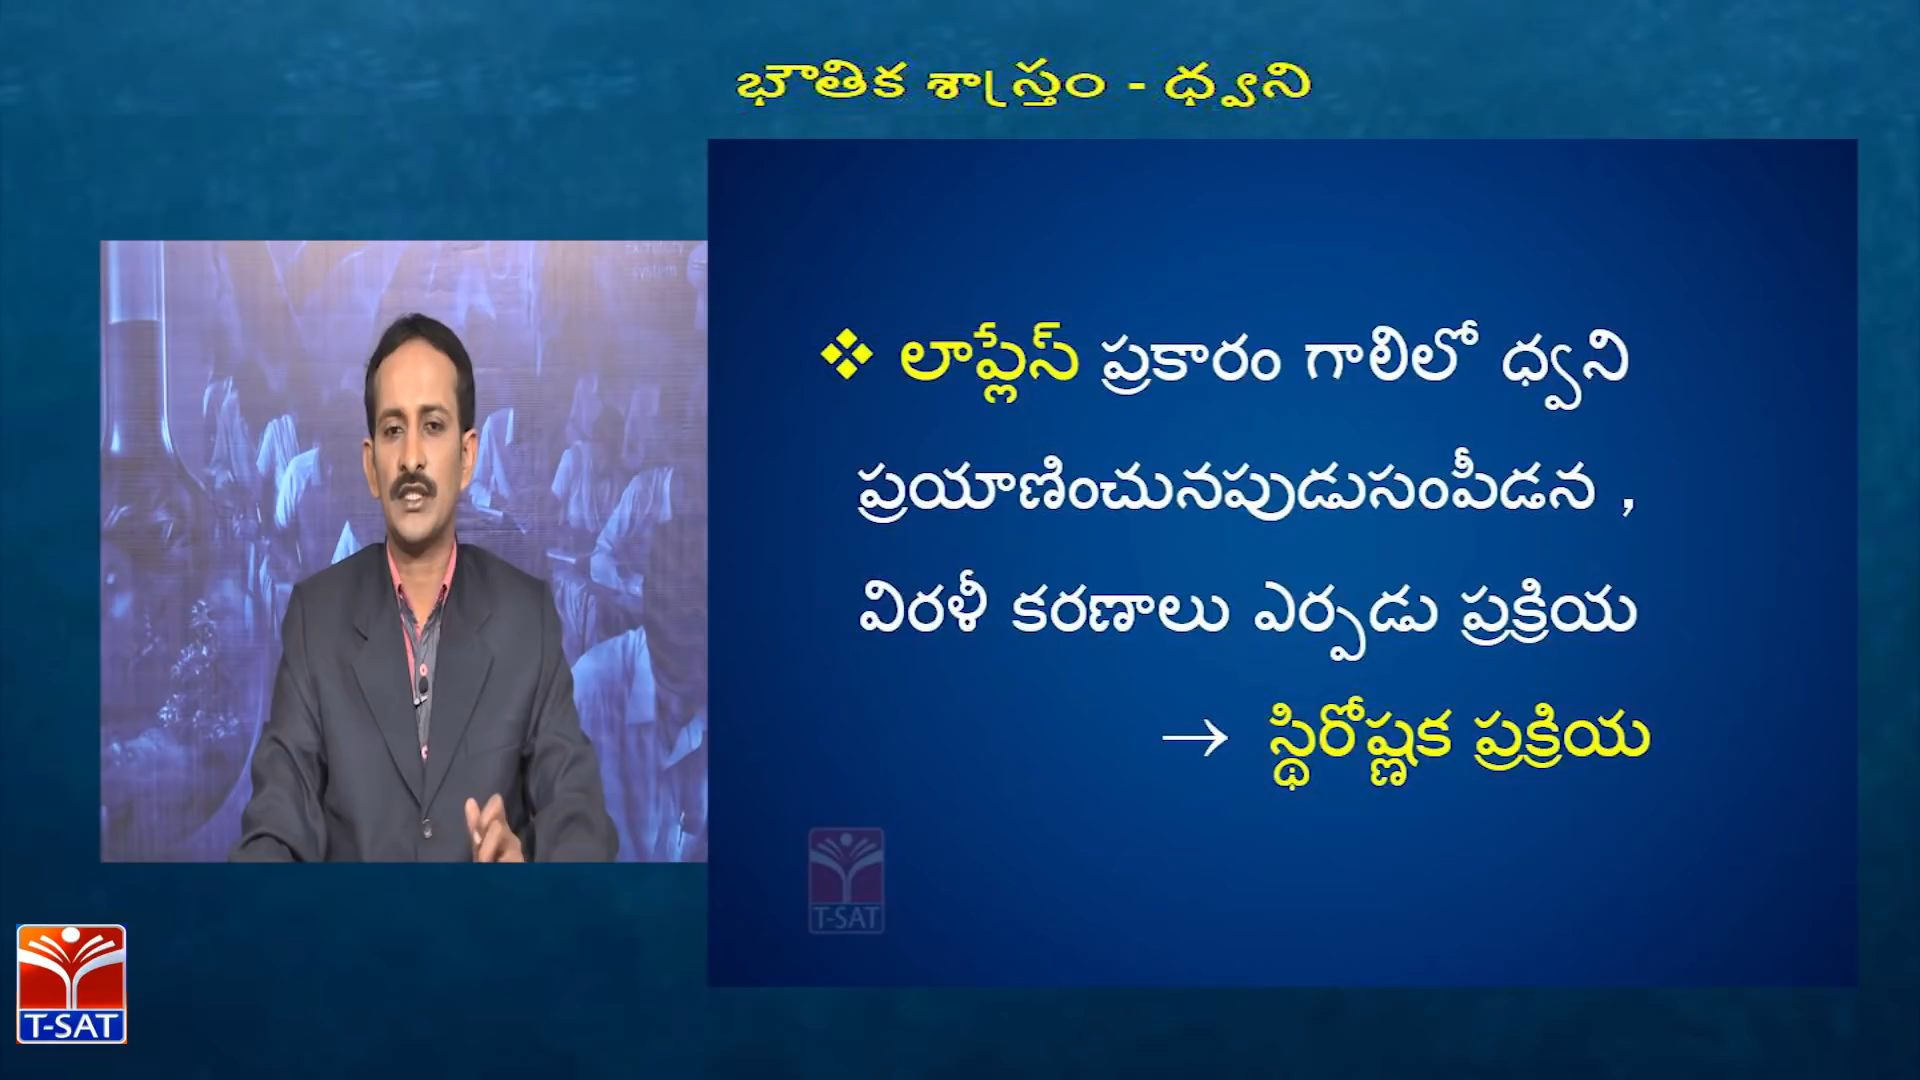 భౌతిక శాస్త్రం - ధ్వని
❖ లాప్లేస్ ప్రకారం గాలిలో ధ్వని
ప్రయాణించునపుడుసంపీడన ,
విరళీ కరణాలు ఎర్పడు ప్రక్రియ
→ స్థిరోష్ణక ప్రక్రియ
T-SAT
T-SAT